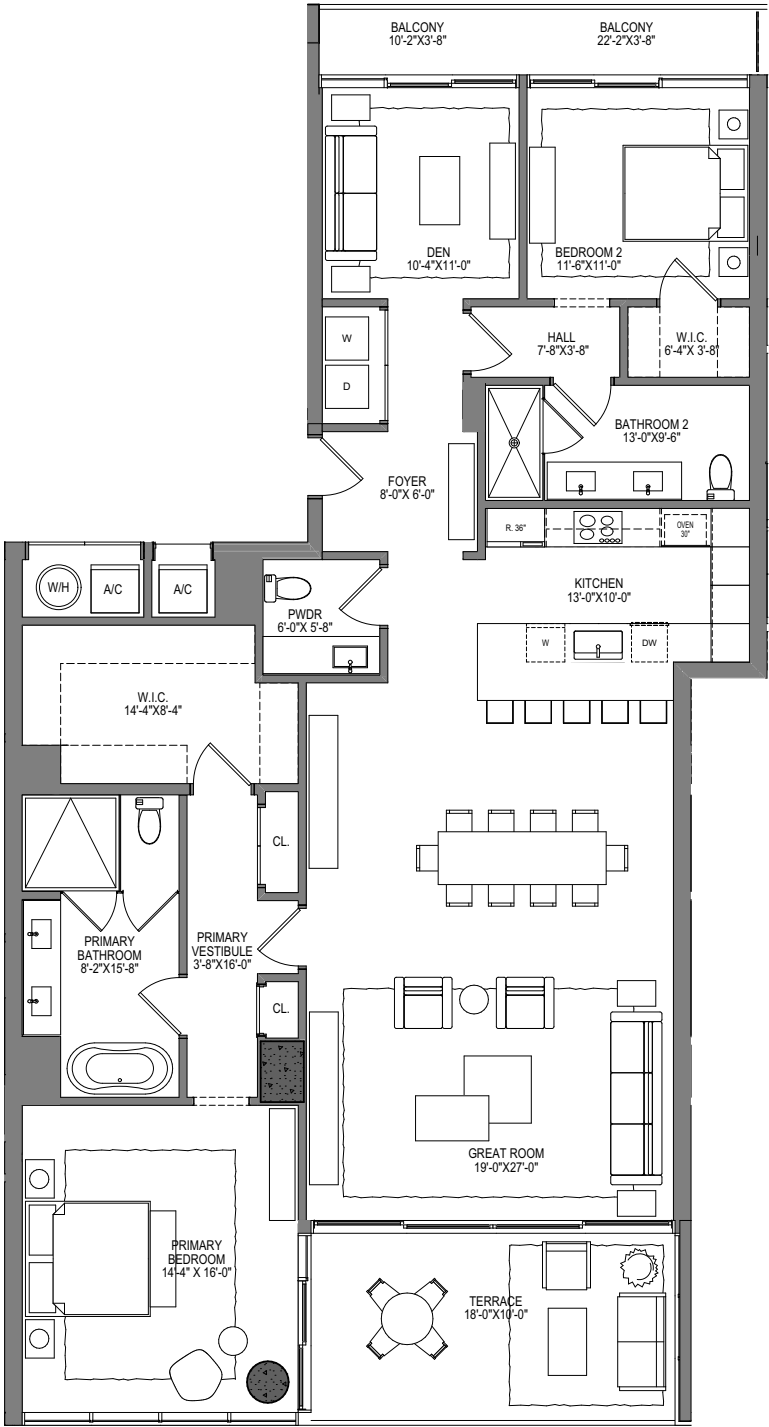 BALCONY
10'-2"X3'-8"
BALCONY
22'-2"X3'-8"
DEN
10'-4"X11'-0"
BEDROOM 2
11'-6"X11'-0"
W
D
HALL
7'-8"X3'-8"
W.I.C.
6'-4"X 3'-8"
BATHROOM 2
13'-0"X9'-6"
FOYER
8'-0"X 6'-0"
R. 36"
OVEN
30"
KITCHEN
13'-0"X10'-0"
W/H
A/C
A/C
PWDR
6'-0"X 5'-8"
W
DW
W.I.C.
14'-4"X8'-4"
CL.
PRIMARY
BATHROOM
8'-2"X15'-8"
PRIMARY
VESTIBULE
3'-8"X16'-0"
CL.
GREAT ROOM
19'-0"X27'-0"
PRIMARY
BEDROOM
14'-4" X 16'-0"
TERRACE
18'-0"X10'-0"